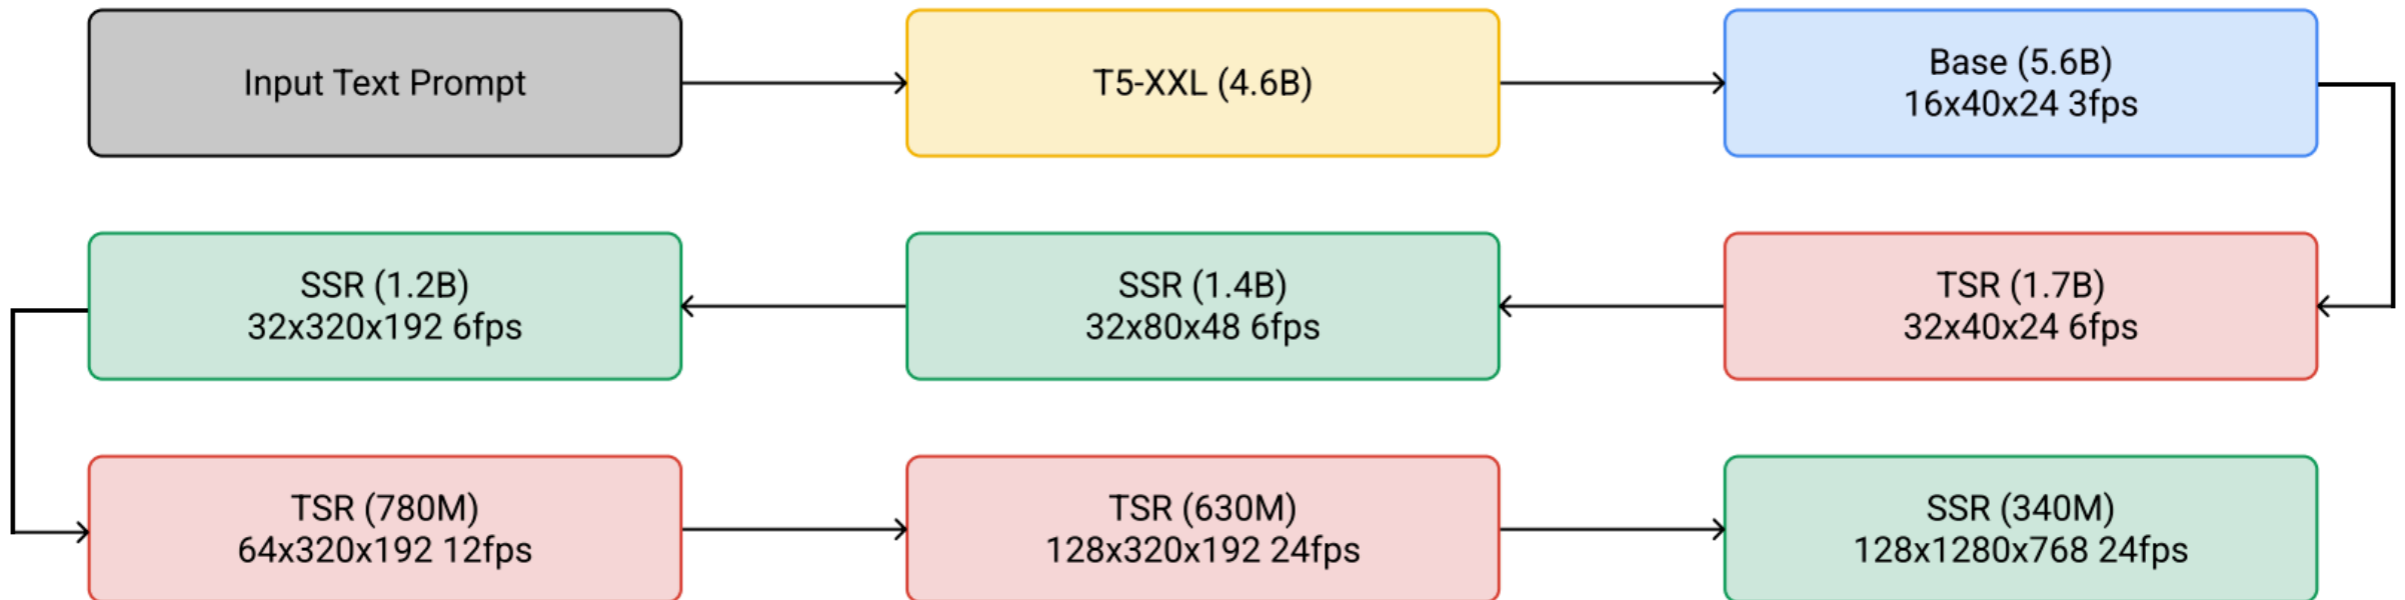 Input Text Prompt
T5-XXL (4.6B)
Base (5.6B)
16x40x24 3fps
SSR (1.2B)
32x320x192 6fps
SSR (1.4B)
32x80x48 6fps
TSR (1.7B)
32x40x24 6fps
TSR (780M)
64x320x192 12fps
TSR (630M)
128x320x192 24fps
SSR (340M)
128x1280x768 24fps